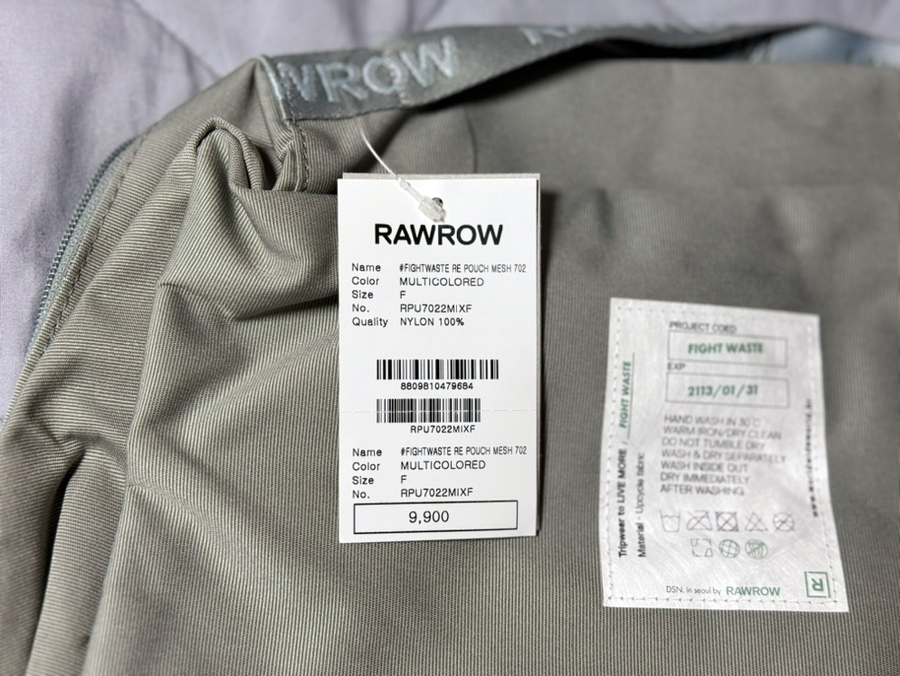 WROW
RAWROW
RAWROW
Name #FIGHTWASTE RE POUCH MESH 702
Color MULTICOLORED
Size F
No. RPU7022MIXF
Quality NYLON 100%
8809810479684
RPU7022MIXF
Name #FIGHTWASTE RE POUCH MESH 702
Color MULTICOLORED
Size F
No. RPU7022MIXF
9,900
PROJECT CODED
FIGHT WASTE
EXP
2113/01/31
HAND WASH IN 30°C
WARM IRON/DRY CLEAN
DO NOT TUMBLE DRY
WASH & DRY SEPARATELY
WASH INSIDE OUT
DRY IMMEDIATELY
AFTER WASHING
Tripwear to LIVE MORE / FIGHT WASTE
Material - Upcycle fabric
DSN. in seoul by RAWROW
R